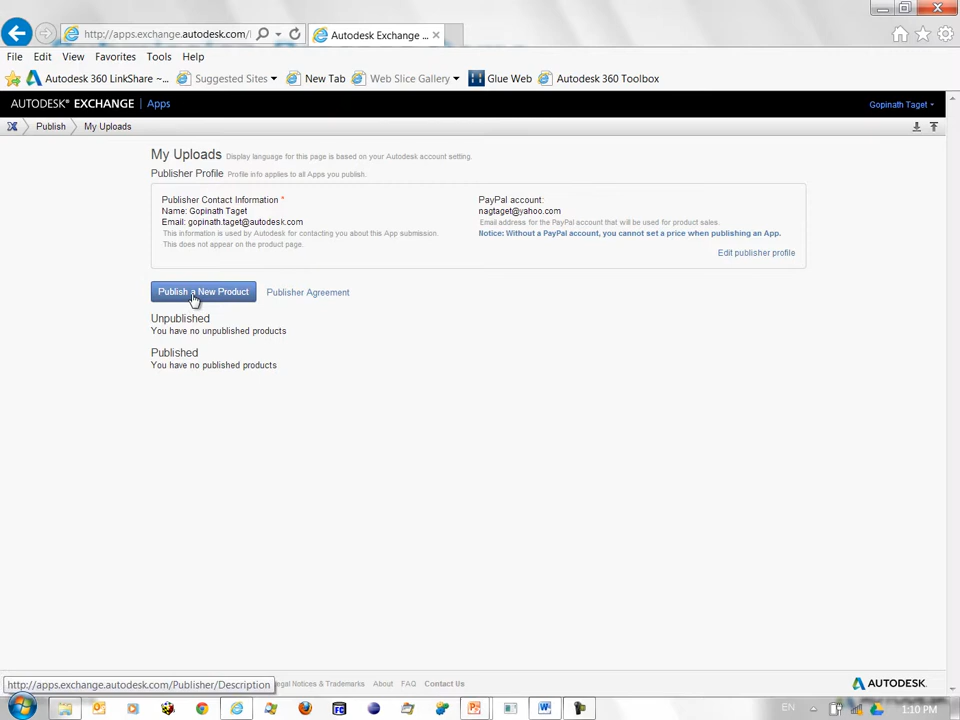 http://apps.exchange.autodesk.com/
Autodesk Exchange ...
File Edit View Favorites Tools Help
Autodesk 360 LinkShare ~... Suggested Sites New Tab Web Slice Gallery Glue Web Autodesk 360 Toolbox
AUTODESK® EXCHANGE | Apps
Gopinath Taget
Publish My Uploads
My Uploads Display language for this page is based on your Autodesk account setting.
Publisher Profile Profile info applies to all Apps you publish.
Publisher Contact Information *
Name: Gopinath Taget
Email: gopinath.taget@autodesk.com
This information is used by Autodesk for contacting you about this App submission.
This does not appear on the product page.
PayPal account:
nagtaget@yahoo.com
Email address for the PayPal account that will be used for product sales.
Notice: Without a PayPal account, you cannot set a price when publishing an App.
Edit publisher profile
Publish a New Product Publisher Agreement
Unpublished
You have no unpublished products
Published
You have no published products
http://apps.exchange.autodesk.com/Publisher/Description
egal Notices & Trademarks About FAQ Contact Us
AUTODESK.
EN
1:10 PM